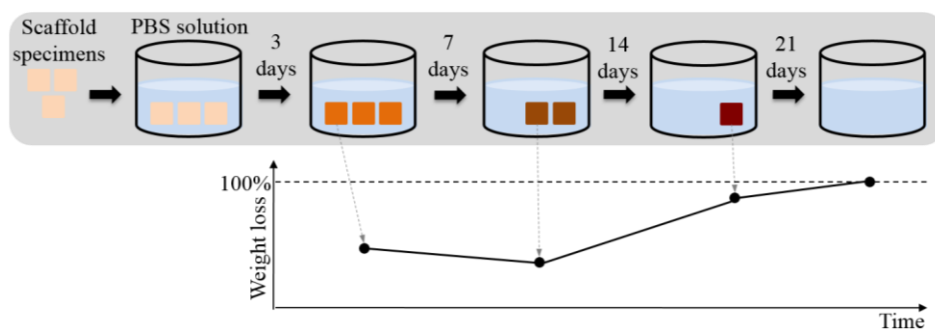 Scaffold
specimens
PBS solution
3
days
7
days
14
days
21
days
100%
Weight loss
Time